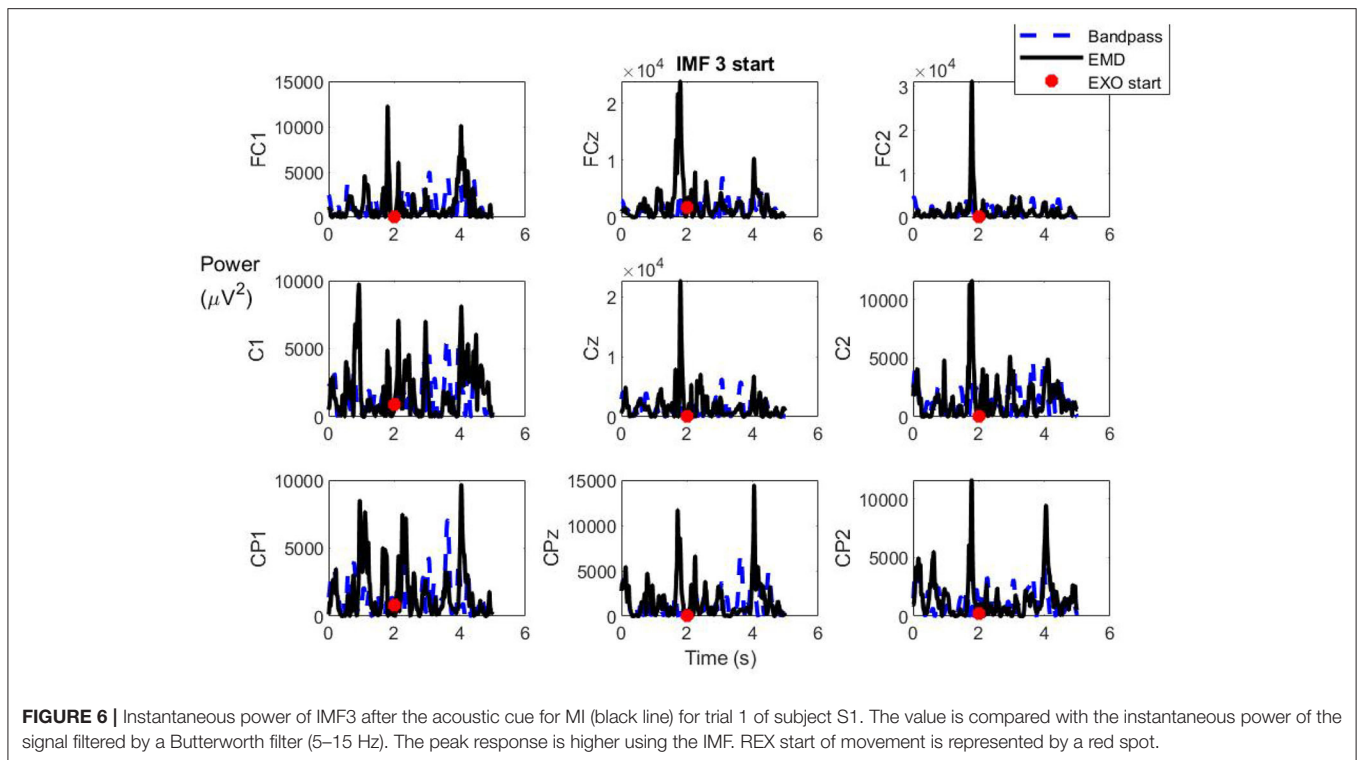 Bandpass
EMD
EXO start
IMF 3 start
FC1
15000
10000
5000
0
0 2 4 6
FCz
×10⁴
2
1
0
0 2 4 6
FC2
×10⁴
3
2
1
0
0 2 4 6
Power
(μV²)
C1
10000
5000
0
0 2 4 6
Cz
×10⁴
2
1
0
0 2 4 6
C2
10000
5000
0
0 2 4 6
CP1
10000
5000
0
0 2 4 6
CPz
15000
10000
5000
0
0 2 4 6
Time (s)
CP2
10000
5000
0
0 2 4 6
FIGURE 6 | Instantaneous power of IMF3 after the acoustic cue for MI (black line) for trial 1 of subject S1. The value is compared with the instantaneous power of the
signal filtered by a Butterworth filter (5–15 Hz). The peak response is higher using the IMF. REX start of movement is represented by a red spot.